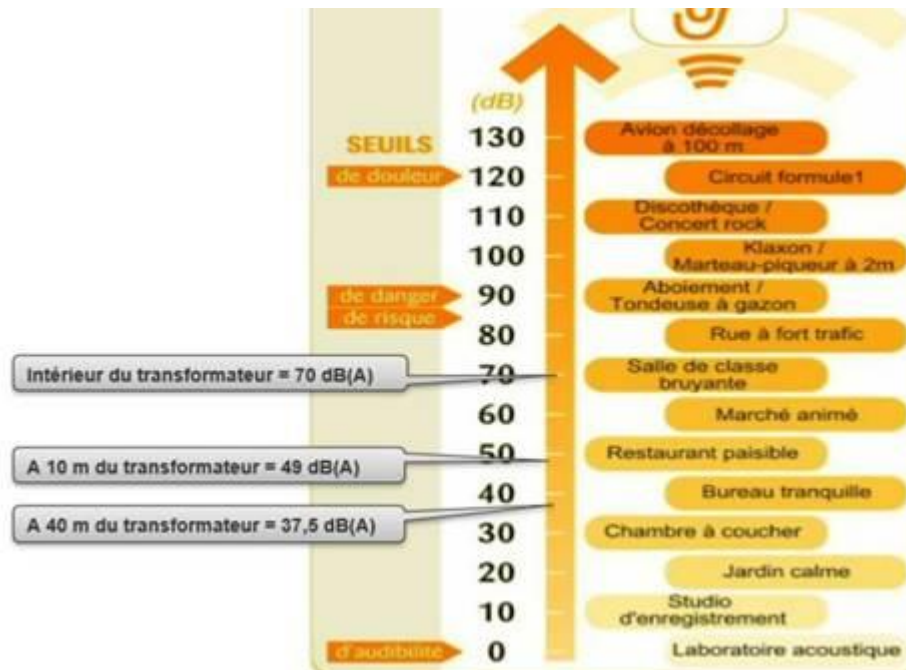 (dB)
SEUILS
130
Avion décollage
à 100 m
de douleur
120
Circuit formule1
110
Discothèque /
Concert rock
100
Klaxon /
Marteau-piqueur à 2m
de danger
90
Aboiement /
Tondeuse à gazon
de risque
80
Rue à fort trafic
Intérieur du transformateur = 70 dB(A)
70
Salle de classe
bruyante
60
Marché animé
A 10 m du transformateur = 49 dB(A)
50
Restaurant paisible
40
Bureau tranquille
A 40 m du transformateur = 37,5 dB(A)
30
Chambre à coucher
20
Jardin calme
10
Studio
d'enregistrement
d'audibilité
0
Laboratoire acoustique